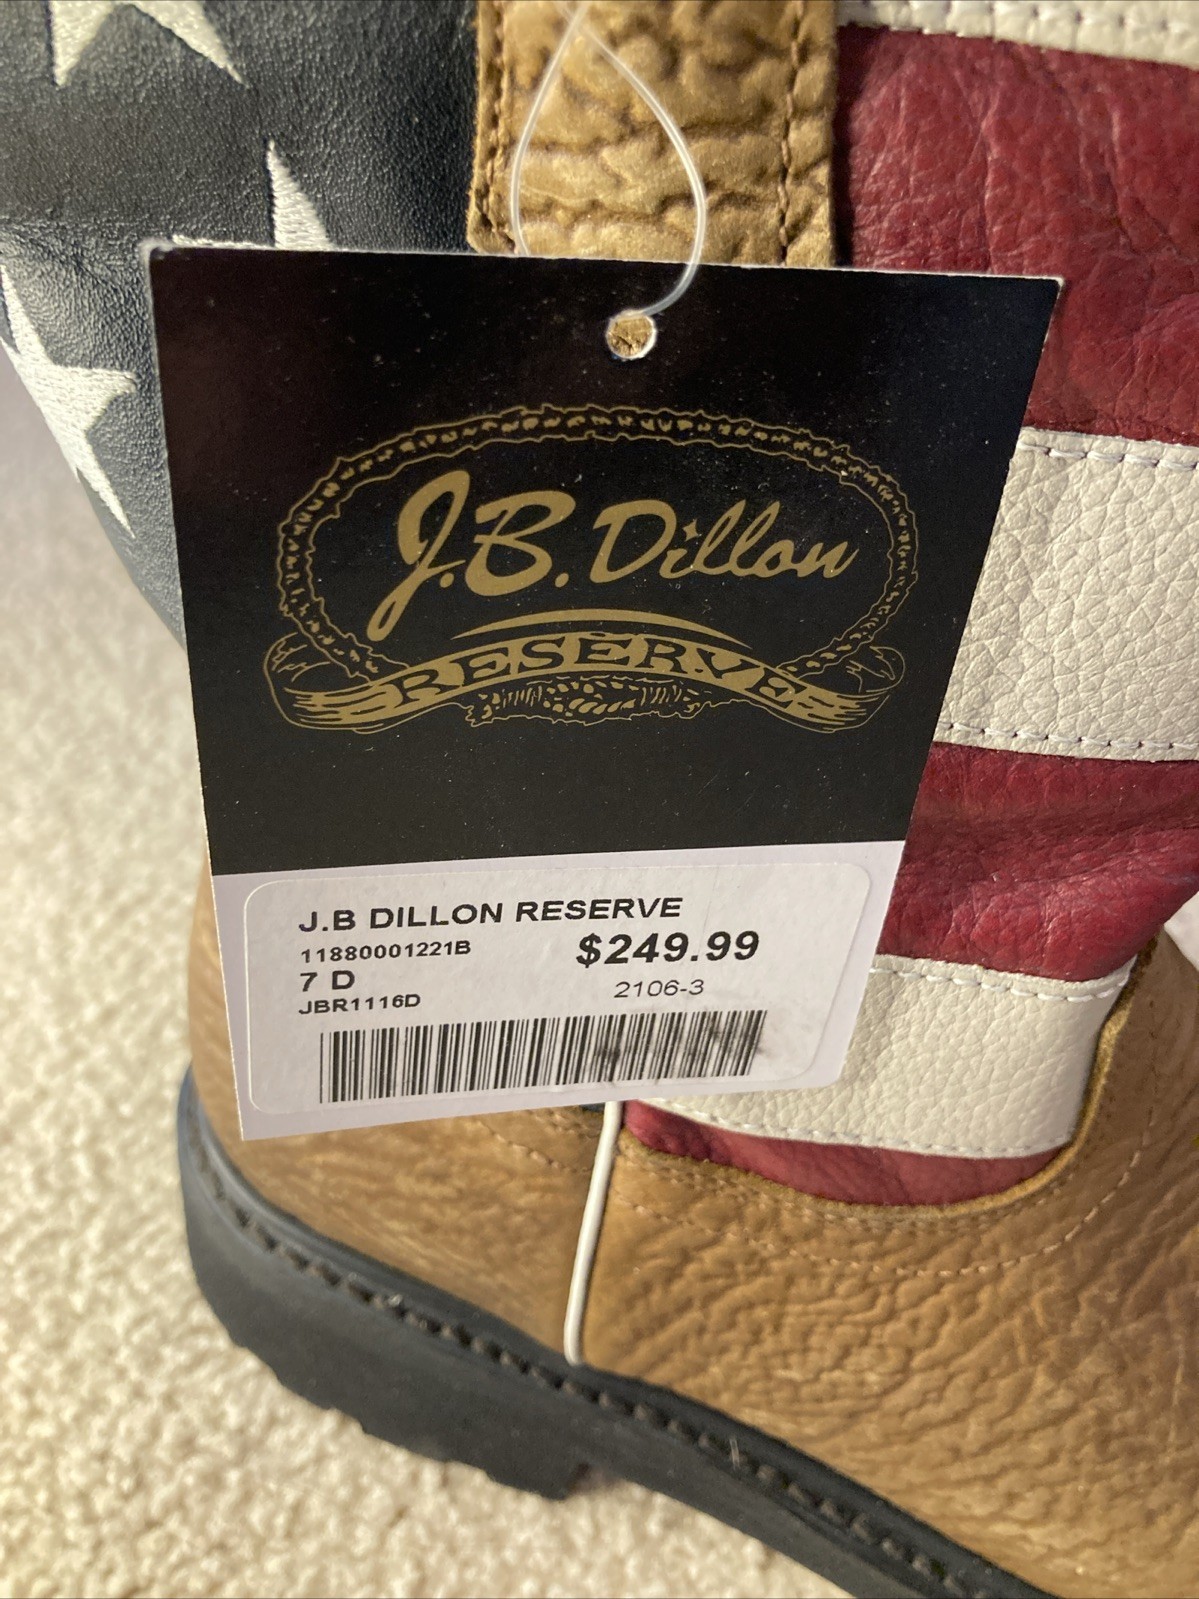 J.B. Dillon
RESERVE
J.B DILLON RESERVE
11880001221B
$249.99
7 D
2106-3
JBR1116D